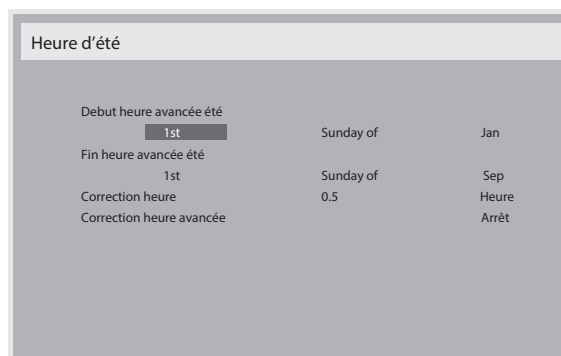 Heure d’été
Debut heure avancée été
1st Sunday of Jan
Fin heure avancée été
1st Sunday of Sep
Correction heure 0.5 Heure
Correction heure avancée Arrêt